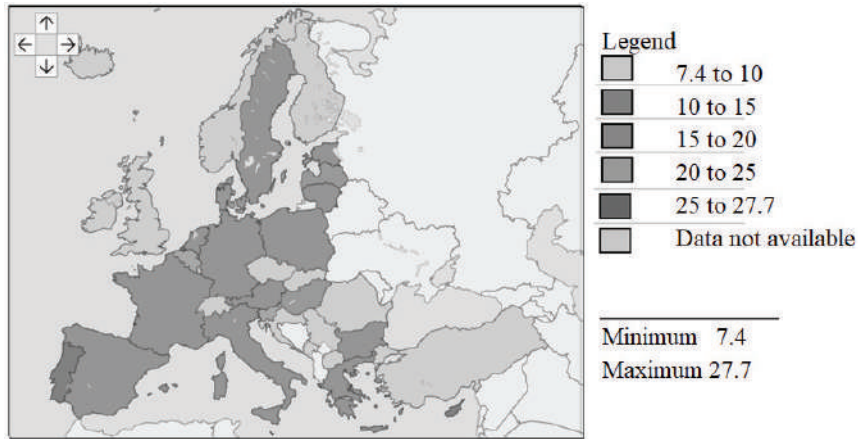 Legend
7.4 to 10
10 to 15
15 to 20
20 to 25
25 to 27.7
Data not available
Minimum 7.4
Maximum 27.7